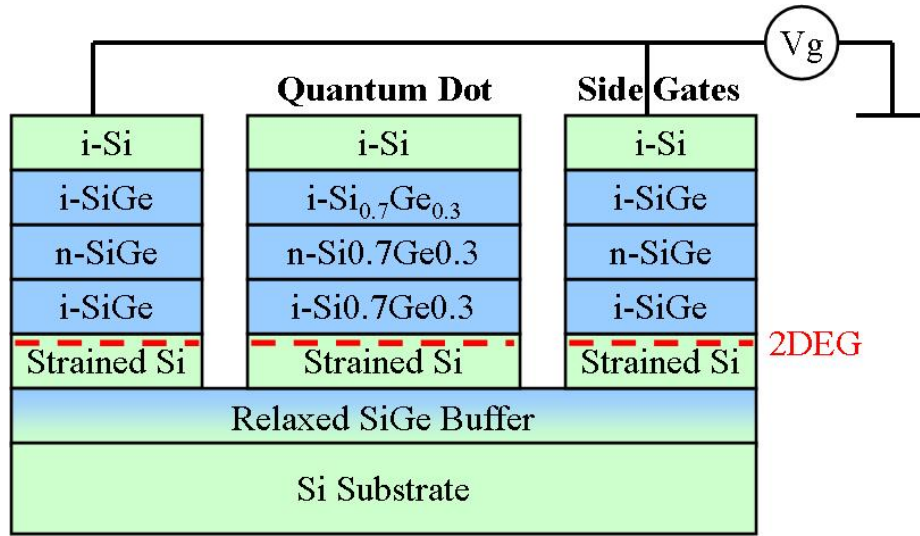 Vg
Quantum Dot Side Gates
i-Si i-Si i-Si
i-SiGe i-Si₀.₇Ge₀.₃ i-SiGe
n-SiGe n-Si0.7Ge0.3 n-SiGe
i-SiGe i-Si0.7Ge0.3 i-SiGe
2DEG
Strained Si Strained Si Strained Si
Relaxed SiGe Buffer
Si Substrate